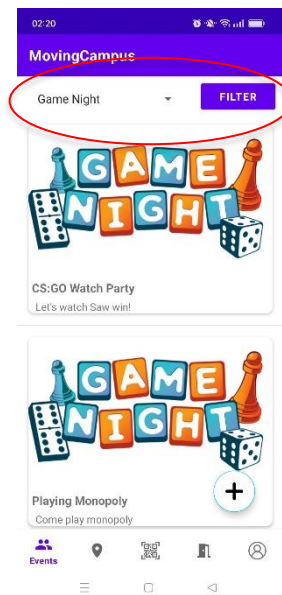 02:20
MovingCampus
Game Night
FILTER
GAME
NIGHT
CS:GO Watch Party
Let's watch Saw win!
GAME
NIGHT
Playing Monopoly
Come play monopoly
Events